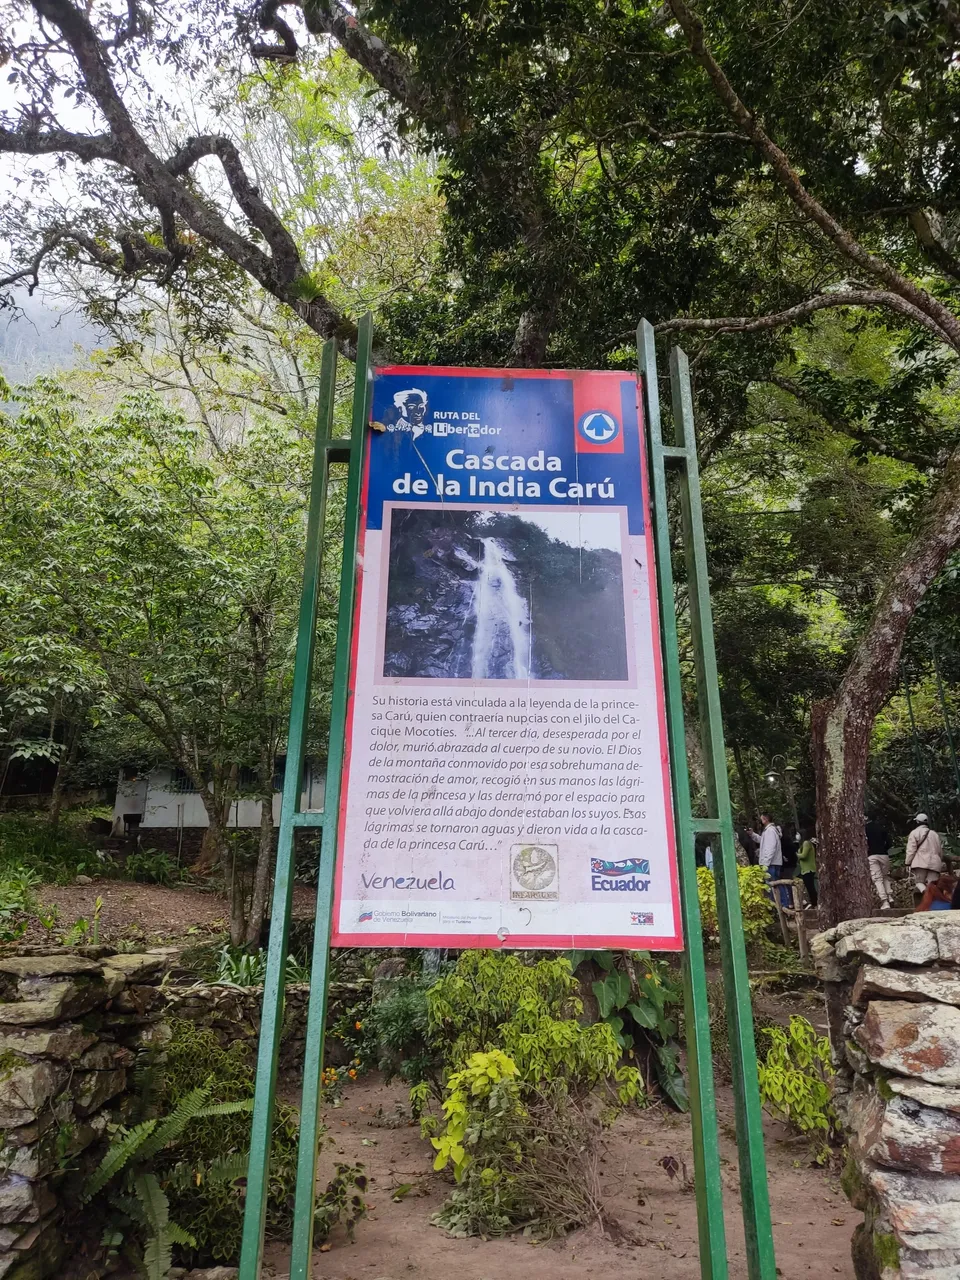 RUTA DEL
Libertador
Cascada
de la India Carú
Su historia está vinculada a la leyenda de la prince-
sa Carú, quien contraería nupcias con el jilo del Ca-
cique Mocoties. "...Al tercer día, desesperada por el
dolor, murió abrazada al cuerpo de su novio. El Dios
de la montaña conmovido por esa sobrehumana de-
mostración de amor, recogió en sus manos las lágri-
mas de la princesa y las derramó por el espacio para
que volviera allá abajo donde estaban los suyos. Esas
lágrimas se tornaron aguas y dieron vida a la casca-
da de la princesa Carú..."
Venezuela
INPARQUES
Ecuador
Gobierno Bolivariano
de Venezuela